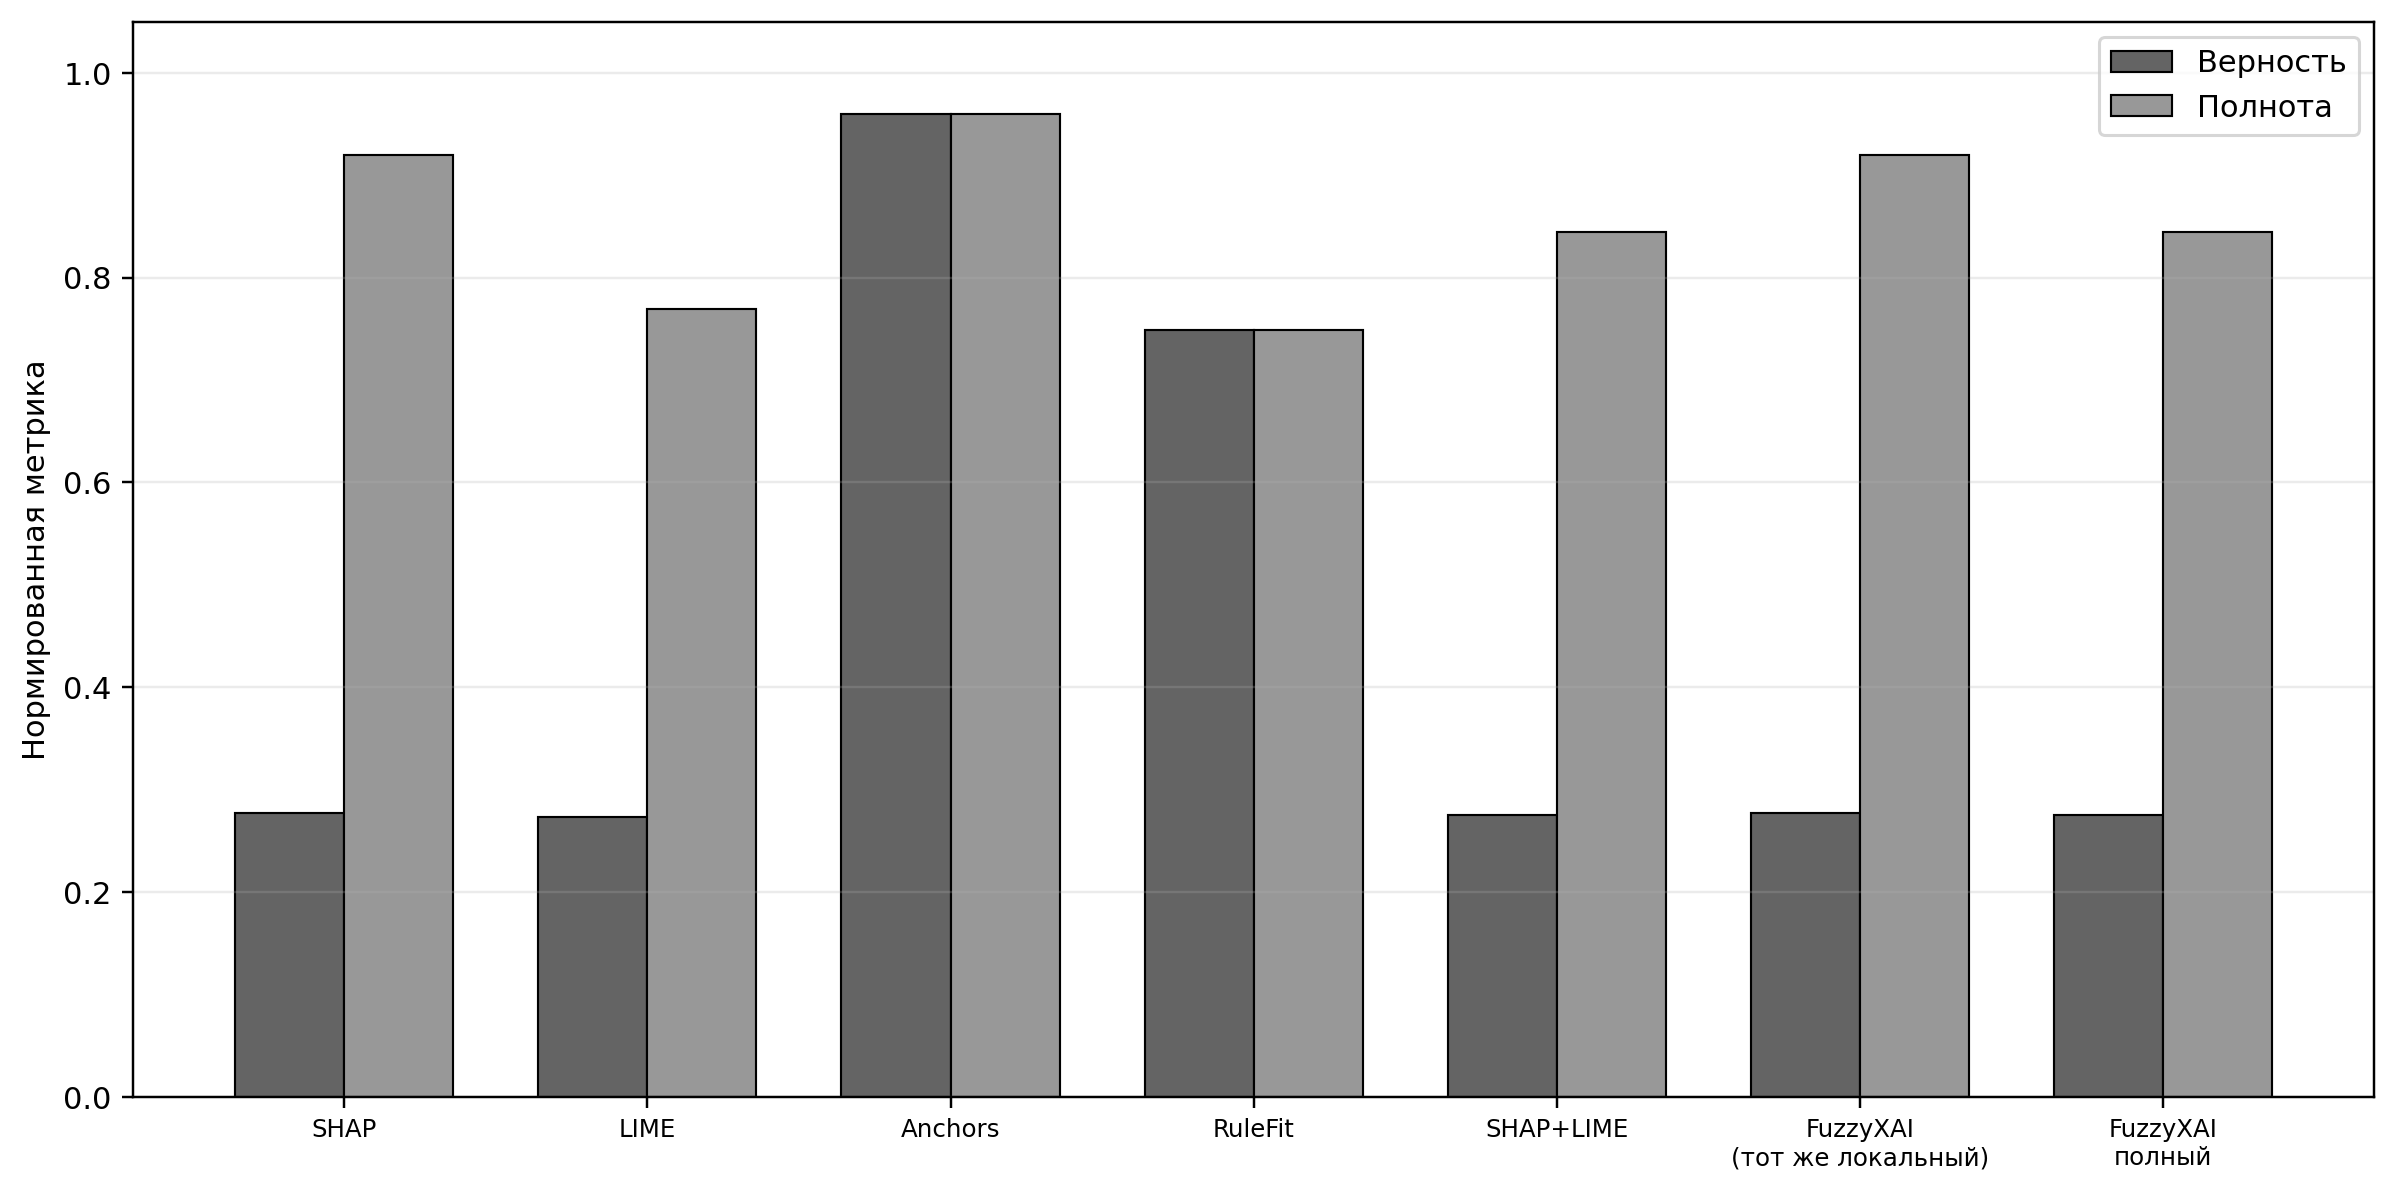 Нормированная метрика
1.0
0.8
0.6
0.4
0.2
0.0
Верность
Полнота
SHAP
LIME
Anchors
RuleFit
SHAP+LIME
FuzzyXAI
(тот же локальный)
FuzzyXAI
полный